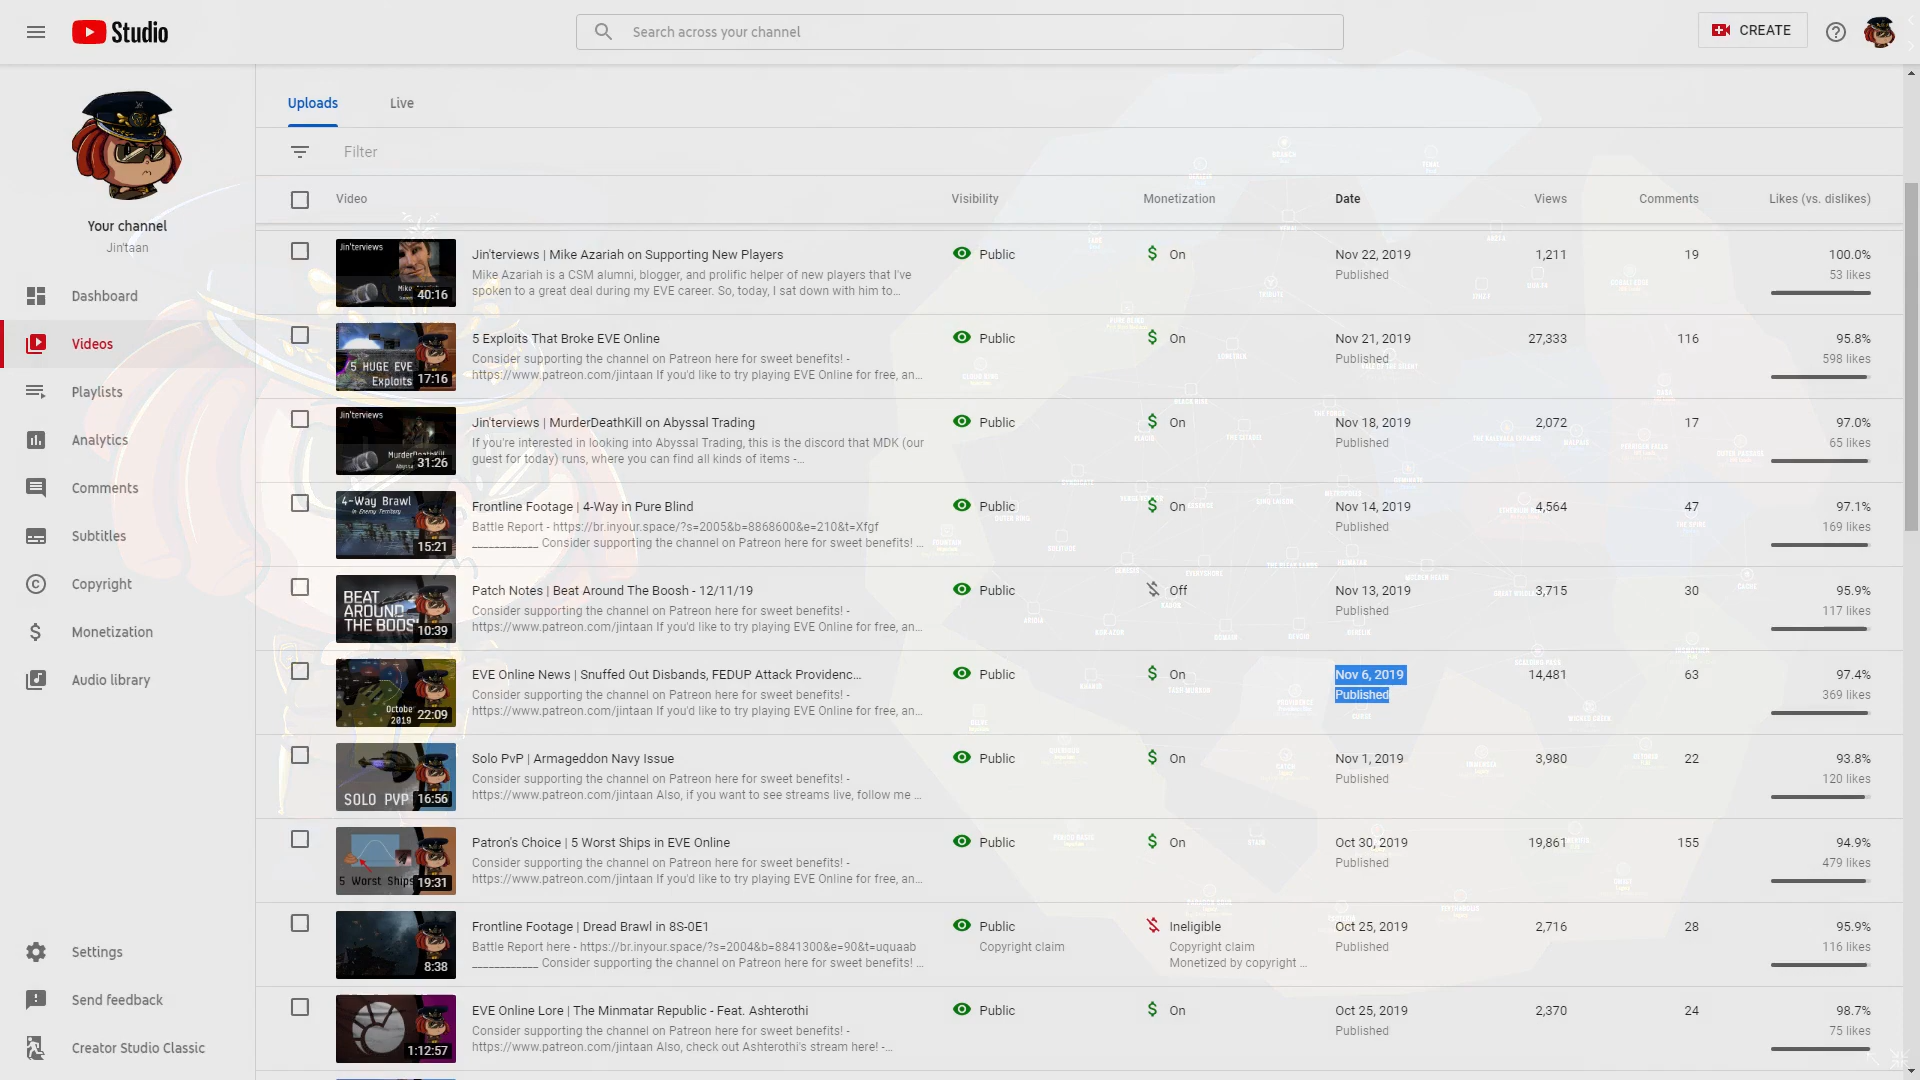 Studio
Search across your channel
CREATE
Your channel
Jin'taan
Dashboard
Videos
Playlists
Analytics
Comments
Subtitles
Copyright
Monetization
Audio library
Settings
Send feedback
Creator Studio Classic
Uploads Live
Filter
Video Visibility Monetization Date Views Comments Likes (vs. dislikes)
Jin'terviews
40:16
Jin'terviews | Mike Azariah on Supporting New Players
Mike Azariah is a CSM alumni, blogger, and prolific helper of new players that I've
spoken to a great deal during my EVE career. So, today, I sat down with him to...
Public On Nov 22, 2019 1,211 19 100.0%
Published 53 likes
5 HUGE EVE
Exploits 17:16
5 Exploits That Broke EVE Online
Consider supporting the channel on Patreon here for sweet benefits! -
https://www.patreon.com/jintaan If you'd like to try playing EVE Online for free, an...
Public On Nov 21, 2019 27,333 116 95.8%
Published 598 likes
Jin'terviews
MurderDeathKill
31:26
Jin'terviews | MurderDeathKill on Abyssal Trading
If you're interested in looking into Abyssal Trading, this is the discord that MDK (our
guest for today) runs, where you can find all kinds of items -...
Public On Nov 18, 2019 2,072 17 97.0%
Published 65 likes
4-Way Brawl
in Enemy Territory
15:21
Frontline Footage | 4-Way in Pure Blind
Battle Report - https://br.inyour.space/?s=2005&b=8868600&e=210&t=Xfgf
____________ Consider supporting the channel on Patreon here for sweet benefits! ...
Public On Nov 14, 2019 4,564 47 97.1%
Published 169 likes
BEAT
AROUND
THE BOOS 10:39
Patch Notes | Beat Around The Boosh - 12/11/19
Consider supporting the channel on Patreon here for sweet benefits! -
https://www.patreon.com/jintaan If you'd like to try playing EVE Online for free, an...
Public Off Nov 13, 2019 3,715 30 95.9%
Published 117 likes
October
2019 22:09
EVE Online News | Snuffed Out Disbands, FEDUP Attack Providenc...
Consider supporting the channel on Patreon here for sweet benefits! -
https://www.patreon.com/jintaan If you'd like to try playing EVE Online for free, an...
Public On Nov 6, 2019 14,481 63 97.4%
Published 369 likes
SOLO PVP 16:56
Solo PvP | Armageddon Navy Issue
Consider supporting the channel on Patreon here for sweet benefits! -
https://www.patreon.com/jintaan Also, if you want to see streams live, follow me ...
Public On Nov 1, 2019 3,980 22 93.8%
Published 120 likes
5 Worst Ships 19:31
Patron's Choice | 5 Worst Ships in EVE Online
Consider supporting the channel on Patreon here for sweet benefits! -
https://www.patreon.com/jintaan If you'd like to try playing EVE Online for free, an...
Public On Oct 30, 2019 19,861 155 94.9%
Published 479 likes
8:38
Frontline Footage | Dread Brawl in 8S-0E1
Battle Report here - https://br.inyour.space/?s=2004&b=8841300&e=90&t=uquaab
____________ Consider supporting the channel on Patreon here for sweet benefits! ...
Public Ineligible Oct 25, 2019 2,716 28 95.9%
Copyright claim Copyright claim Published 116 likes
Monetized by copyright ...
1:12:57
EVE Online Lore | The Minmatar Republic - Feat. Ashterothi
Consider supporting the channel on Patreon here for sweet benefits! -
https://www.patreon.com/jintaan Also, check out Ashterothi's stream here! -...
Public On Oct 25, 2019 2,370 24 98.7%
Published 75 likes